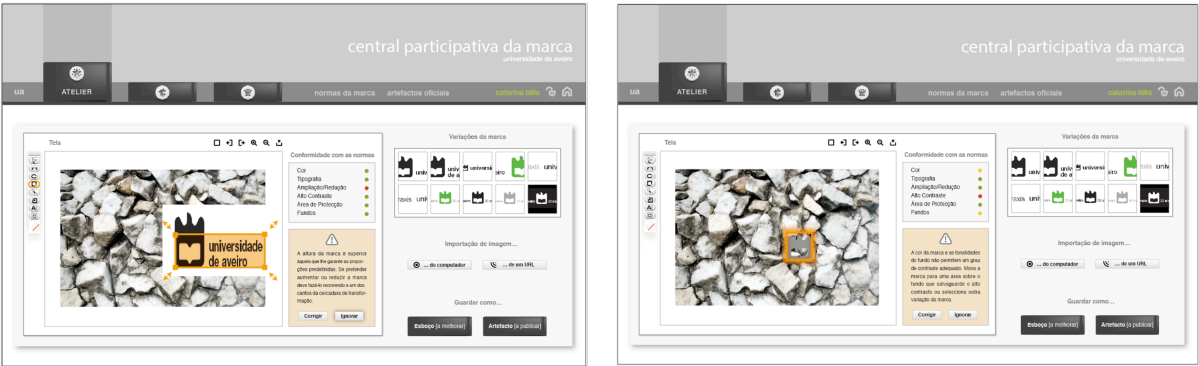 central participativa da marca
universidade de aveiro
ua
ATELIER
normas da marca
artefactos oficiais
Tela
Conformidade com as normas
Cor
Tipografia
Ampliação/Redução
Alto Contraste
Área de Protecção
Fundos
universidade
de aveiro
A altura da marca é superior
àquela que lhe garante as propor-
ções predefinidas. Se pretender
aumentar ou reduzir a marca
deve fazê-lo recorrendo a um dos
cantos da cercadura de transfor-
mação.
Corrigir
Ignorar
Variações da marca
Importação de imagem...
... do computador
... de um URL
Guardar como...
Esboço [a melhorar]
Artefacto [a publicar]
central participativa da marca
universidade de aveiro
ua
ATELIER
normas da marca
artefactos oficiais
Tela
Conformidade com as normas
Cor
Tipografia
Ampliação/Redução
Alto Contraste
Área de Protecção
Fundos
A cor da marca e as tonalidades
do fundo não permitem um grau
de contraste adequado. Mova a
marca para uma área sobre o
fundo que salvaguarde o alto
contraste ou seleccione outra
variação da marca.
Corrigir
Ignorar
Variações da marca
Importação de imagem...
... do computador
... de um URL
Guardar como...
Esboço [a melhorar]
Artefacto [a publicar]